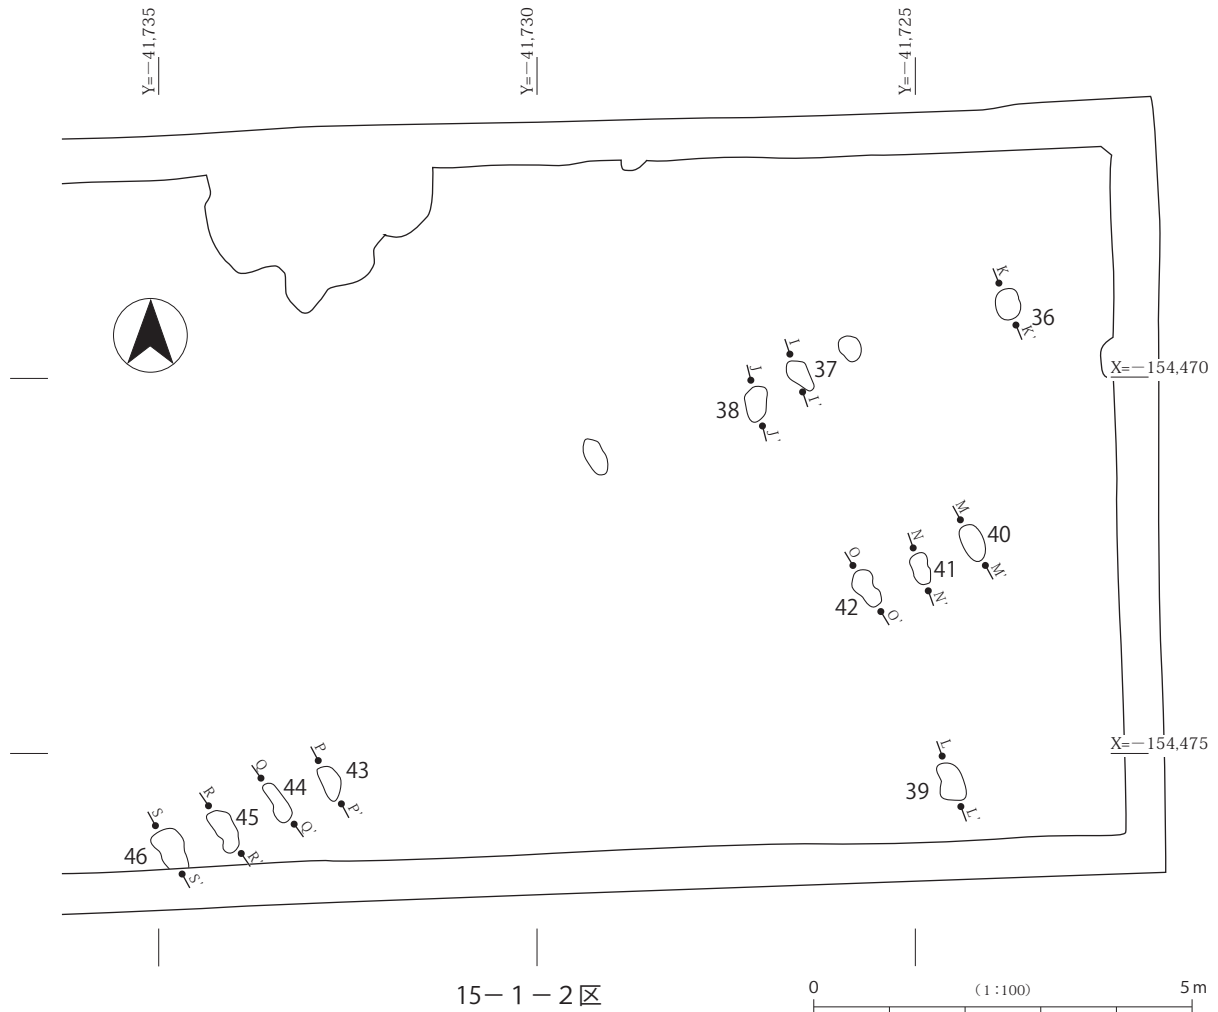 Y=－41,735
Y=－41,730
Y=－41,725
K
36
K'
I
37
I'
X=－154,470
J
38
J'
M
40
M'
N
41
N'
O
42
O'
X=－154,475
P
43
P'
L
39
L'
Q
44
Q'
R
45
R'
S
46
S'
15－1－2区
0
（1：100）
5m